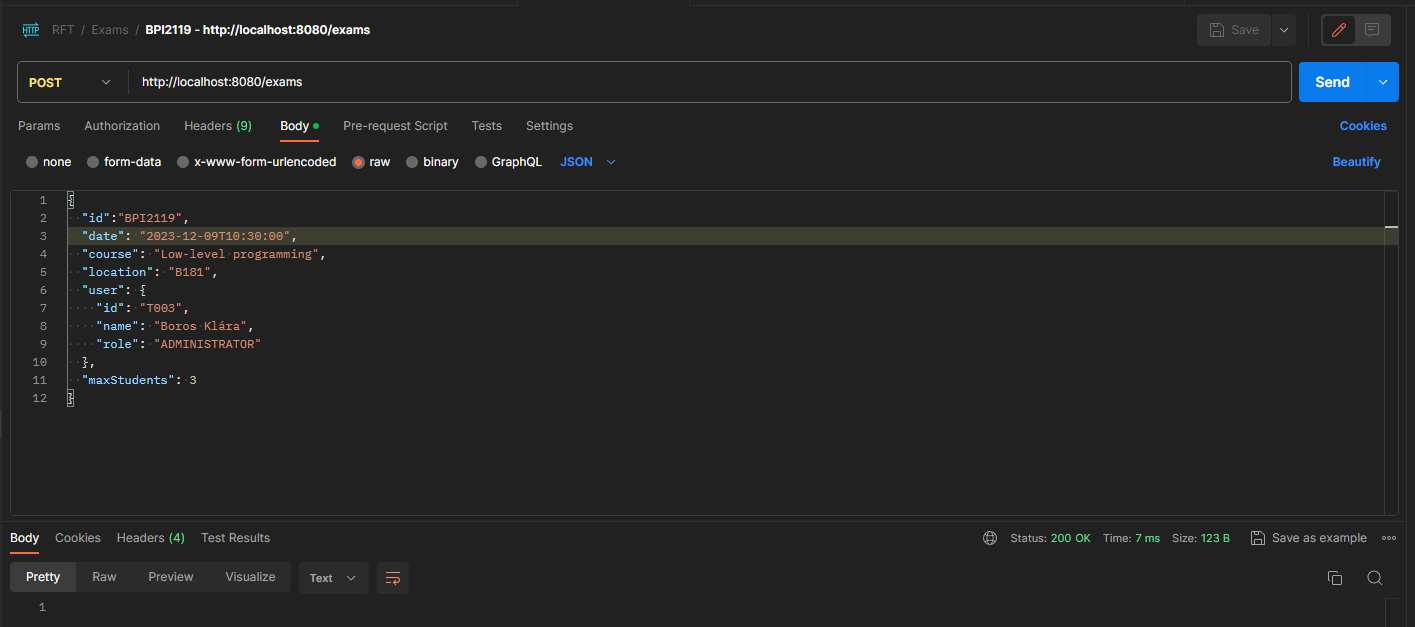 HTTP RFT / Exams / BPI2119 - http://localhost:8080/exams Save
POST http://localhost:8080/exams Send
Params Authorization Headers (9) Body Pre-request Script Tests Settings Cookies
none form-data x-www-form-urlencoded raw binary GraphQL JSON Beautify
1 {
2 "id":"BPI2119",
3 "date": "2023-12-09T10:30:00",
4 "course": "Low-level programming",
5 "location": "B181",
6 "user": {
7 "id": "T003",
8 "name": "Boros Klára",
9 "role": "ADMINISTRATOR"
10 },
11 "maxStudents": 3
12 }
Body Cookies Headers (4) Test Results Status: 200 OK Time: 7 ms Size: 123 B Save as example
Pretty Raw Preview Visualize Text
1